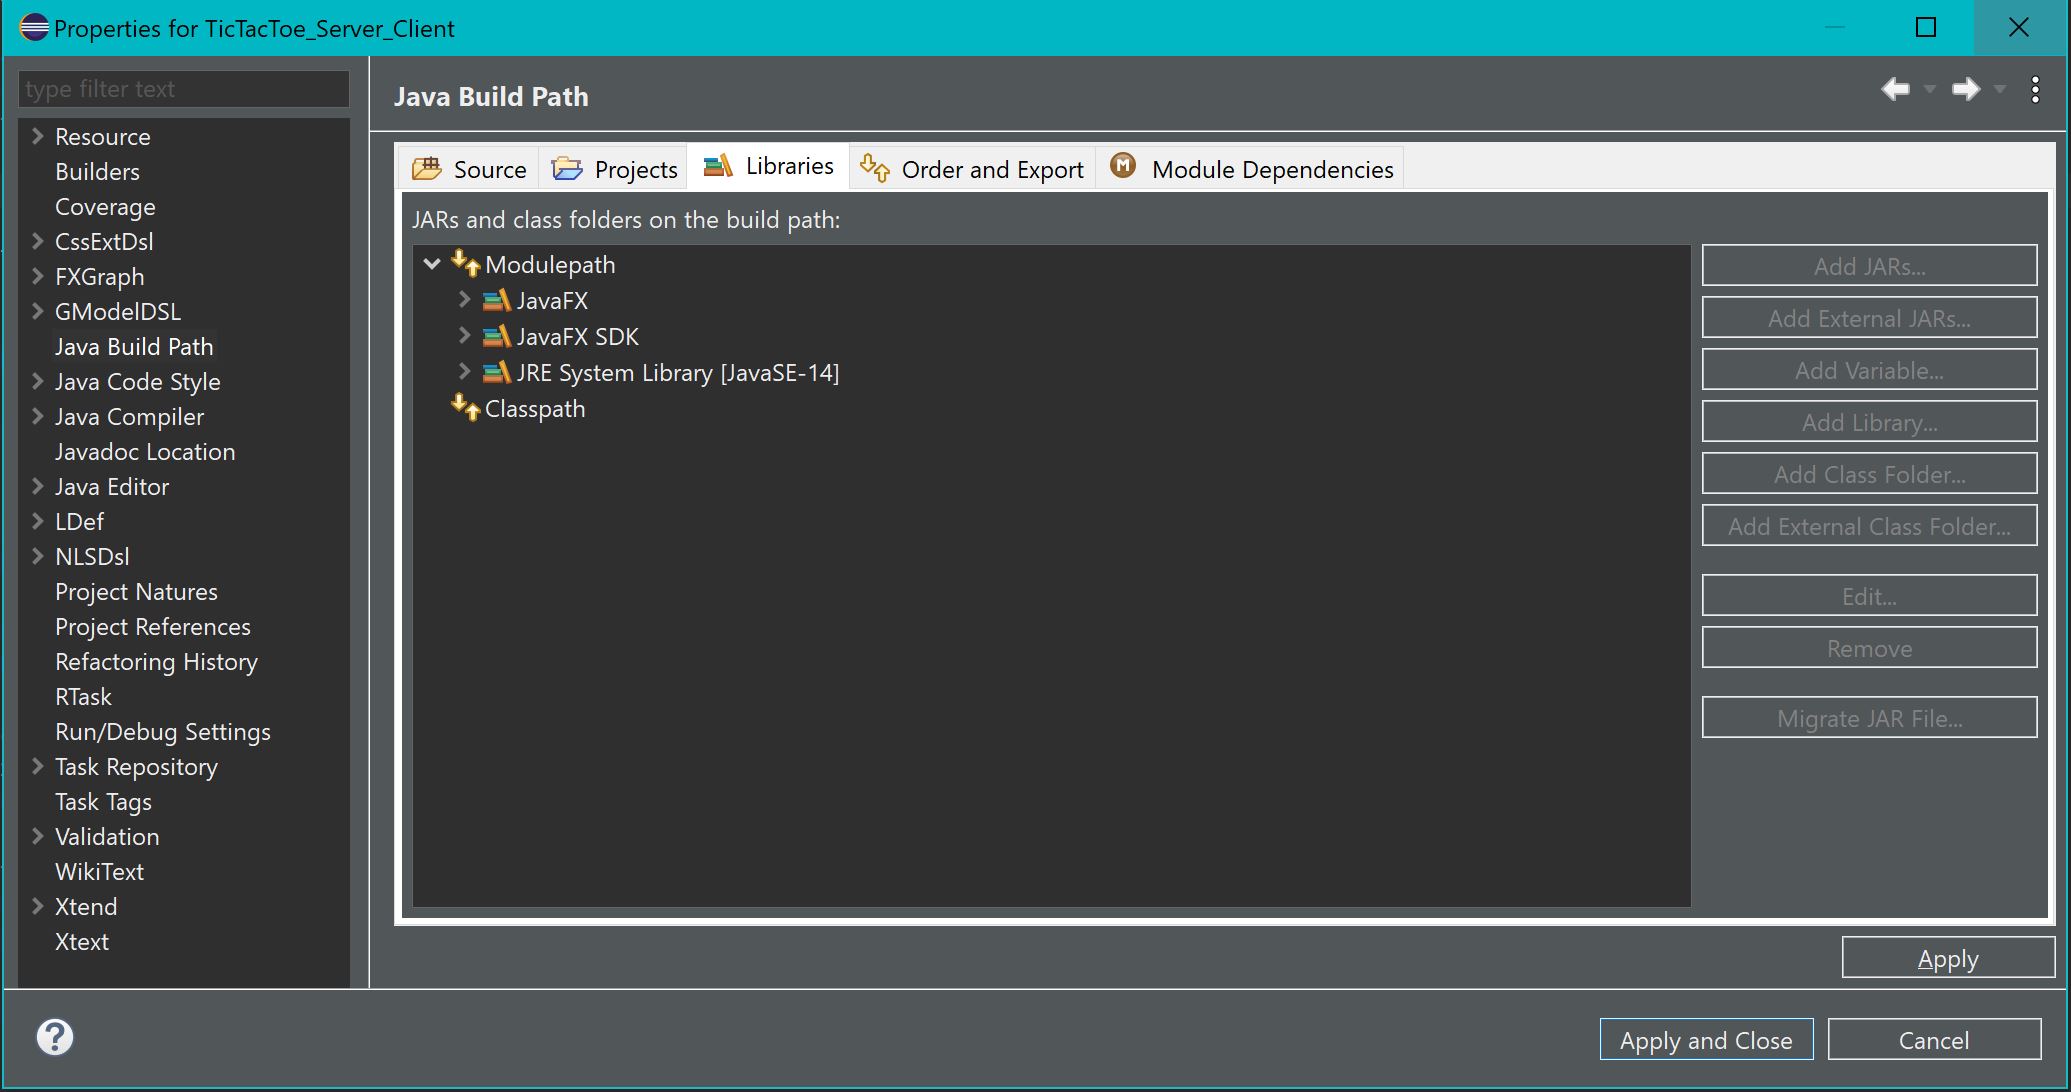 Properties for TicTacToe_Server_Client
type filter text
Resource
Builders
Coverage
CssExtDsl
FXGraph
GModelDSL
Java Build Path
Java Code Style
Java Compiler
Javadoc Location
Java Editor
LDef
NLSDsl
Project Natures
Project References
Refactoring History
RTask
Run/Debug Settings
Task Repository
Task Tags
Validation
WikiText
Xtend
Xtext
Java Build Path
Source Projects Libraries Order and Export M Module Dependencies
JARs and class folders on the build path:
Modulepath
JavaFX
JavaFX SDK
JRE System Library [JavaSE-14]
Classpath
Add JARs...
Add External JARs...
Add Variable...
Add Library...
Add Class Folder...
Add External Class Folder...
Edit...
Remove
Migrate JAR File...
Apply
?
Apply and Close Cancel